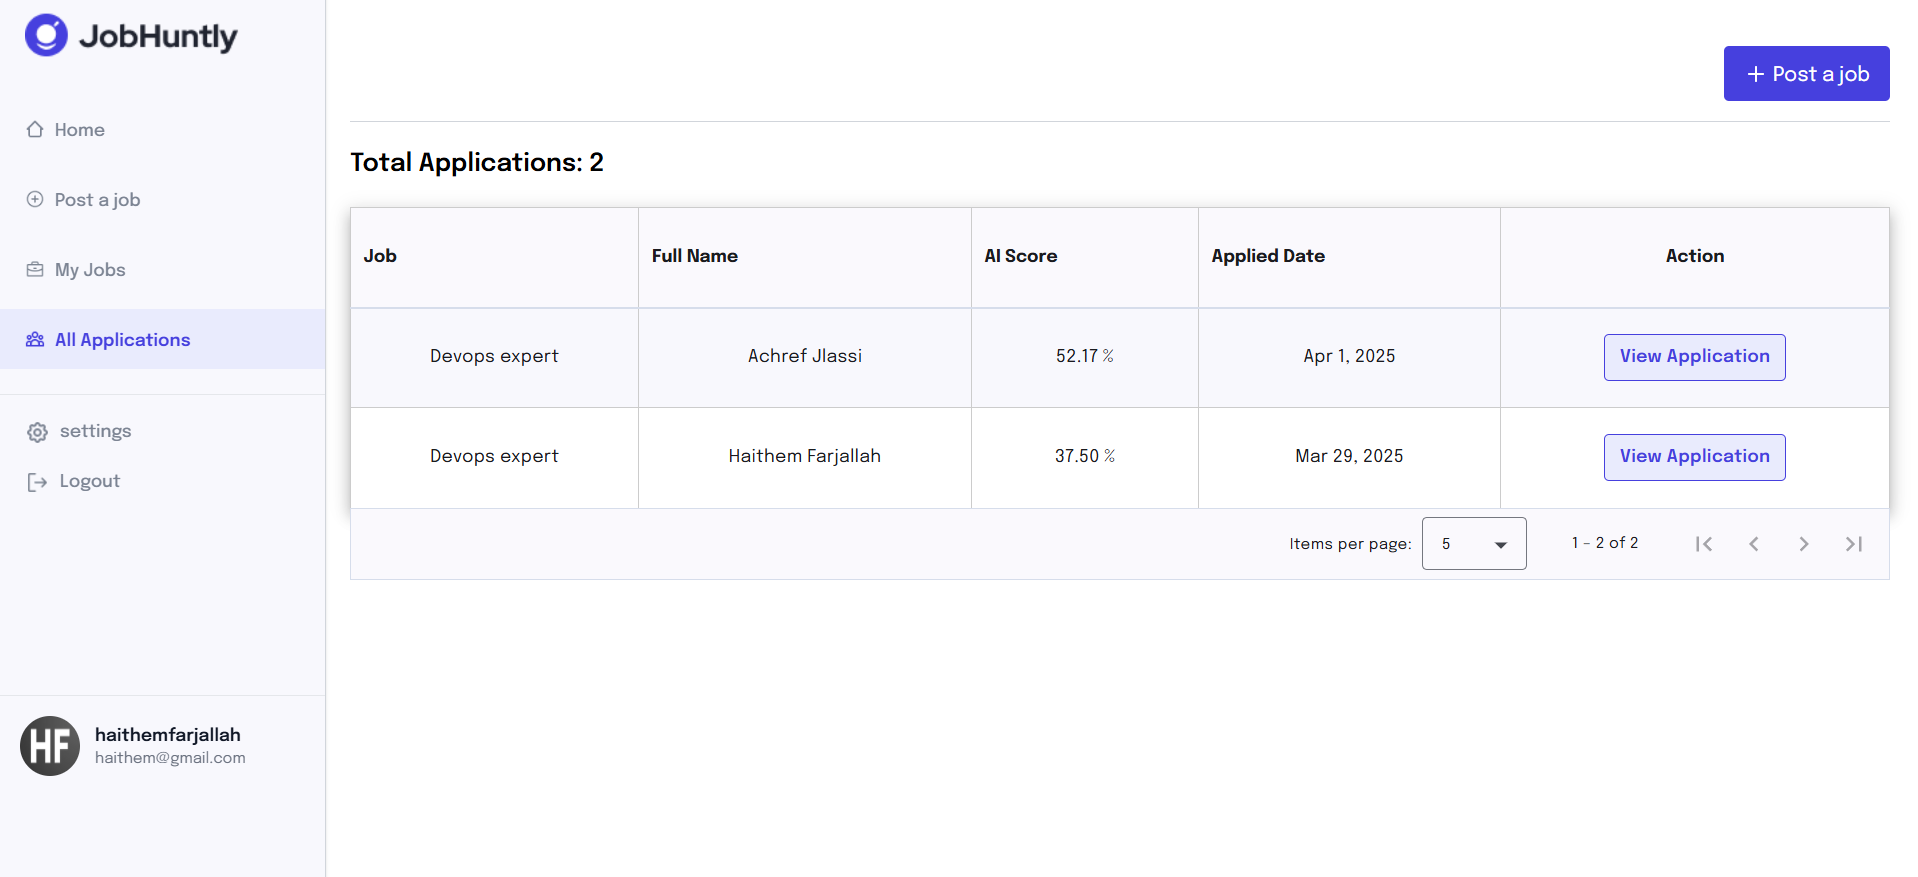 JobHuntly
Home
Post a job
My Jobs
All Applications
settings
Logout
HF
haithemfarjallah
haithem@gmail.com
+ Post a job
Total Applications: 2
Job Full Name AI Score Applied Date Action
Devops expert Achref Jlassi 52.17 % Apr 1, 2025 View Application
Devops expert Haithem Farjallah 37.50 % Mar 29, 2025 View Application
Items per page: 5 1 – 2 of 2